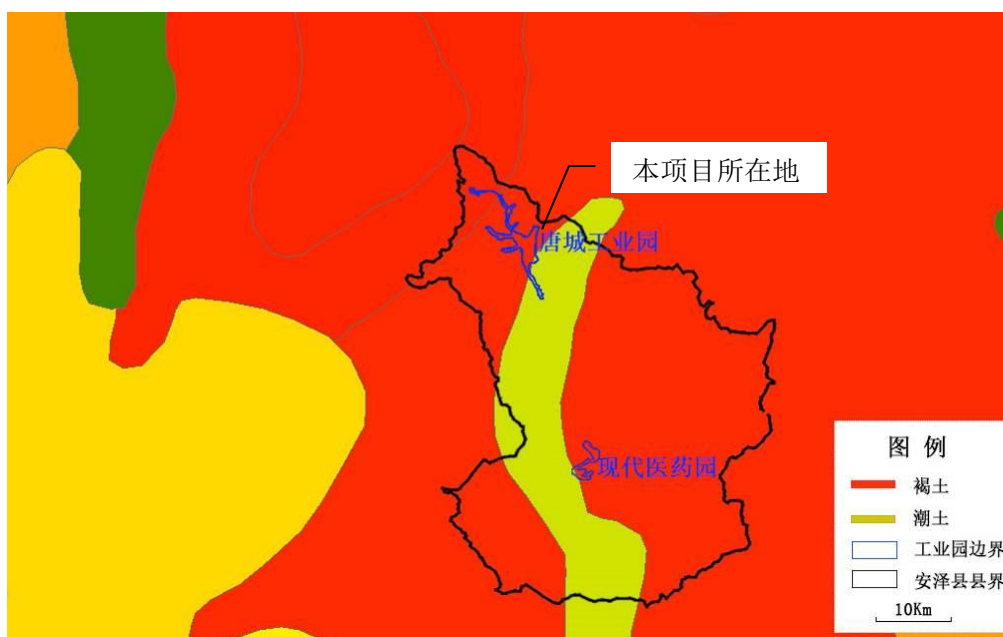 本项目所在地
唐城工业园
现代医药园
图 例
褐土
潮土
工业园边界
安泽县县界
10Km